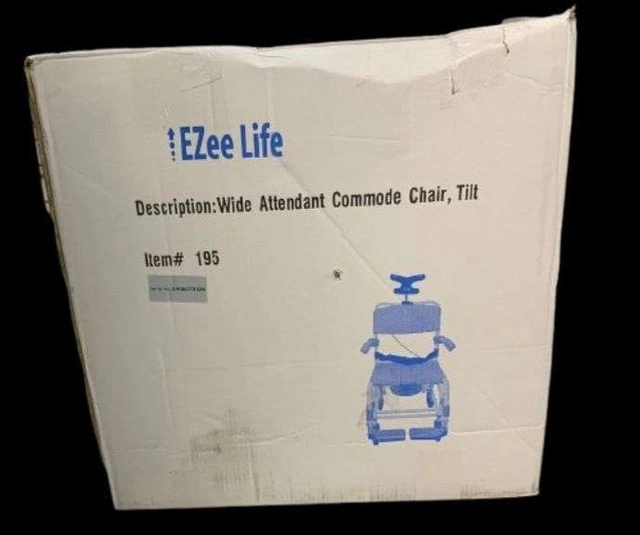 EZee Life
Description:Wide Attendant Commode Chair, Tilt
Item# 195